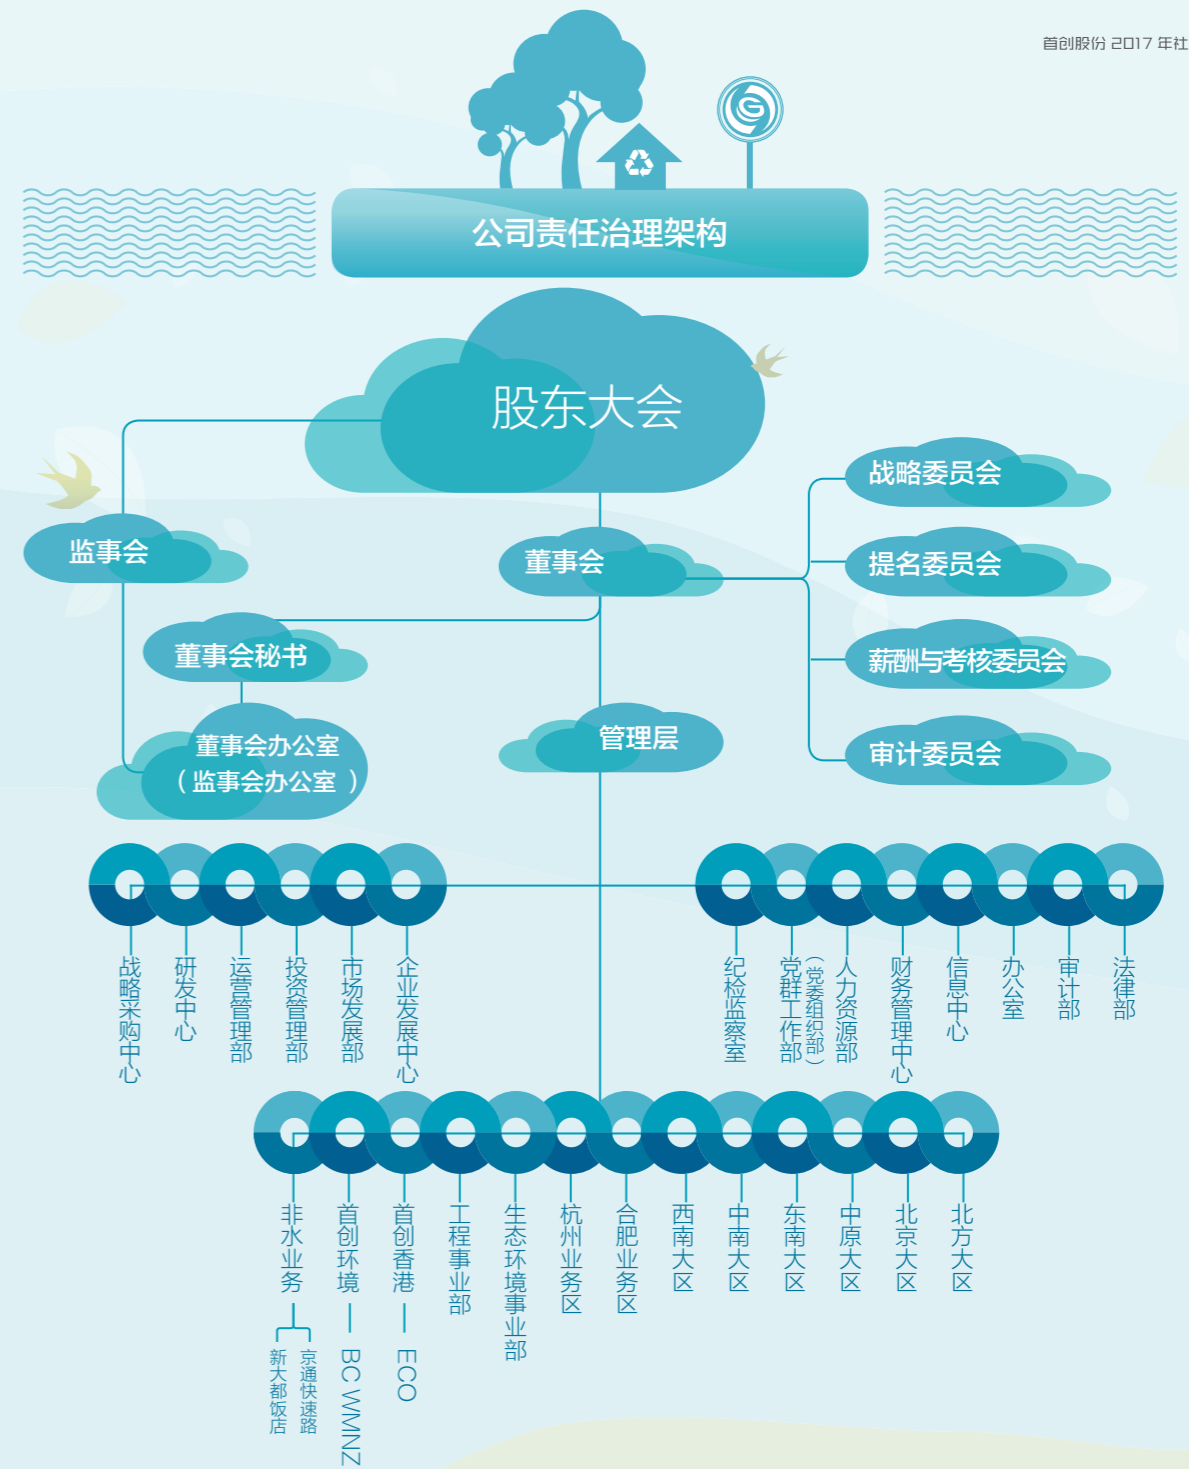 首创股份 2017 年社
公司责任治理架构
股东大会
监事会
董事会
战略委员会
提名委员会
薪酬与考核委员会
审计委员会
董事会秘书
董事会办公室
（监事会办公室 ）
管理层
战略采购中心
研发中心
运营管理部
投资管理部
市场发展部
企业发展中心
纪检监察室
党群工作部
（党委组织部）
人力资源部
财务管理中心
信息中心
办公室
审计部
法律部
非水业务
首创环境
首创香港
工程事业部
生态环境事业部
杭州业务区
合肥业务区
西南大区
中南大区
东南大区
中原大区
北京大区
北方大区
新大都饭店
京通快速路
BC WMNZ
ECO